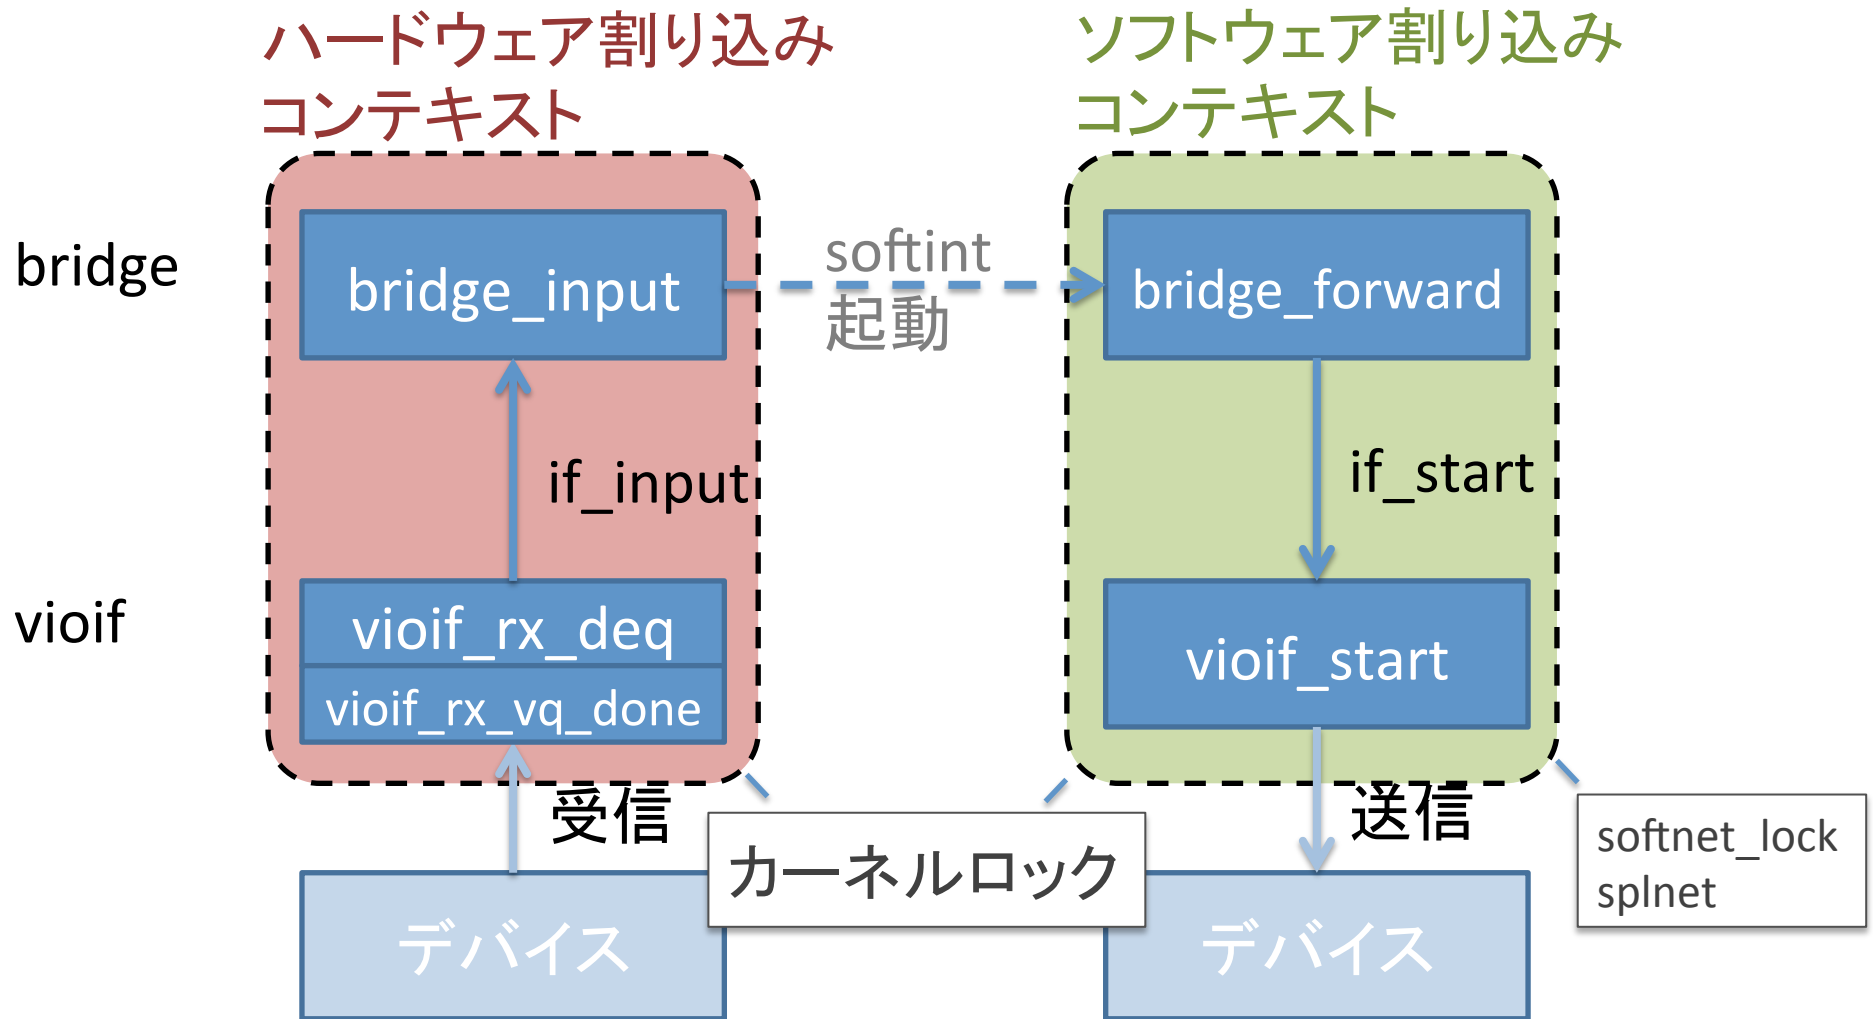 ハードウェア割り込み
コンテキスト
ソフトウェア割り込み
コンテキスト
bridge
bridge_input
softint
起動
bridge_forward
if_input
if_start
vioif
vioif_rx_deq
vioif_rx_vq_done
vioif_start
受信
送信
カーネルロック
softnet_lock
splnet
デバイス
デバイス